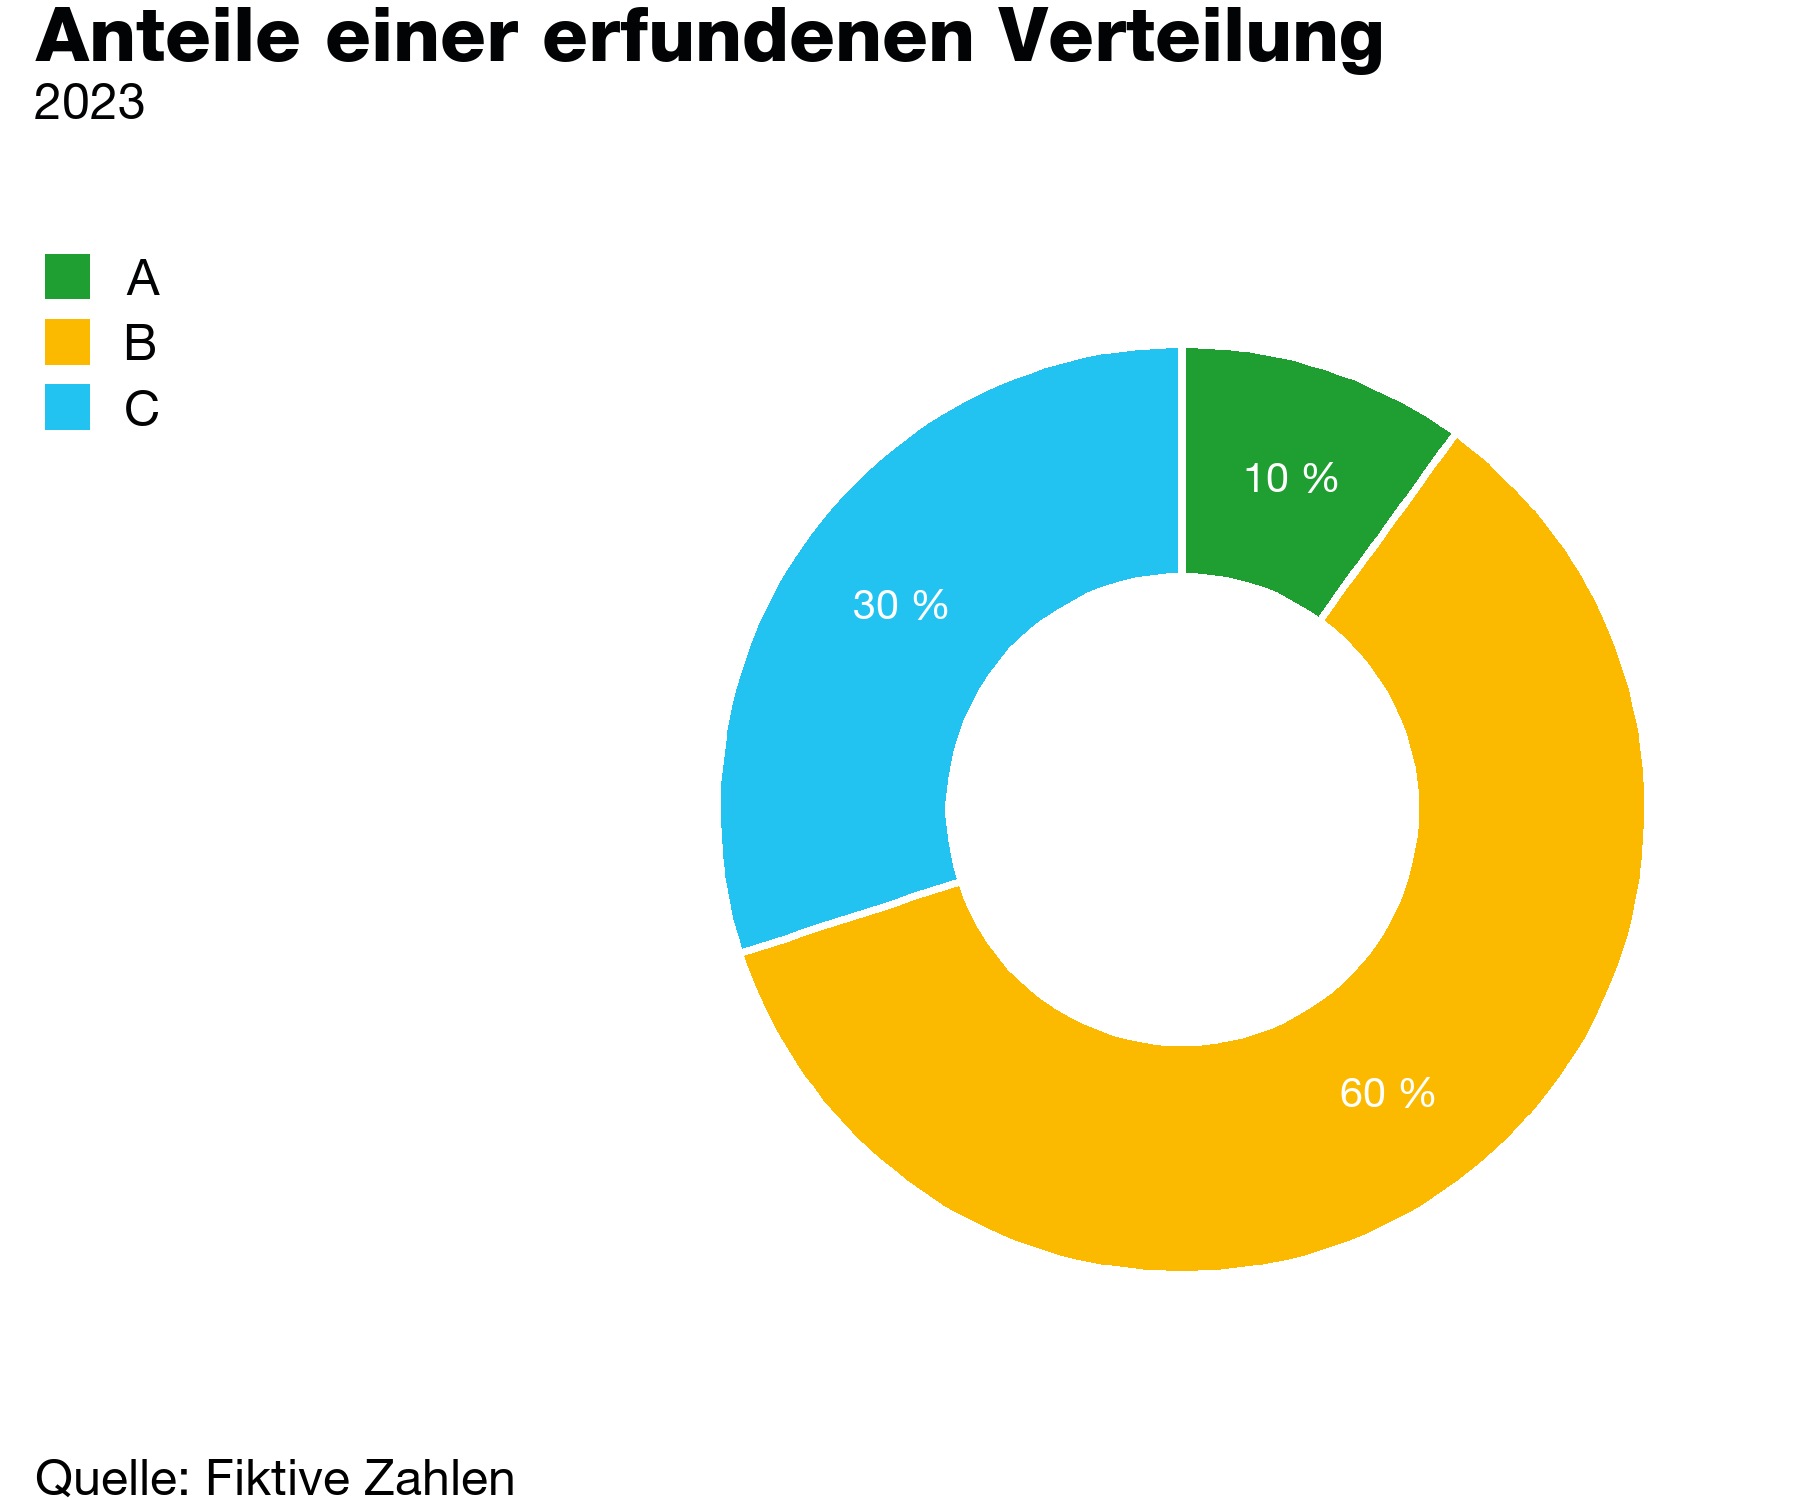 Anteile einer erfundenen Verteilung
2023
A
B
C
10 %
30 %
60 %
Quelle: Fiktive Zahlen